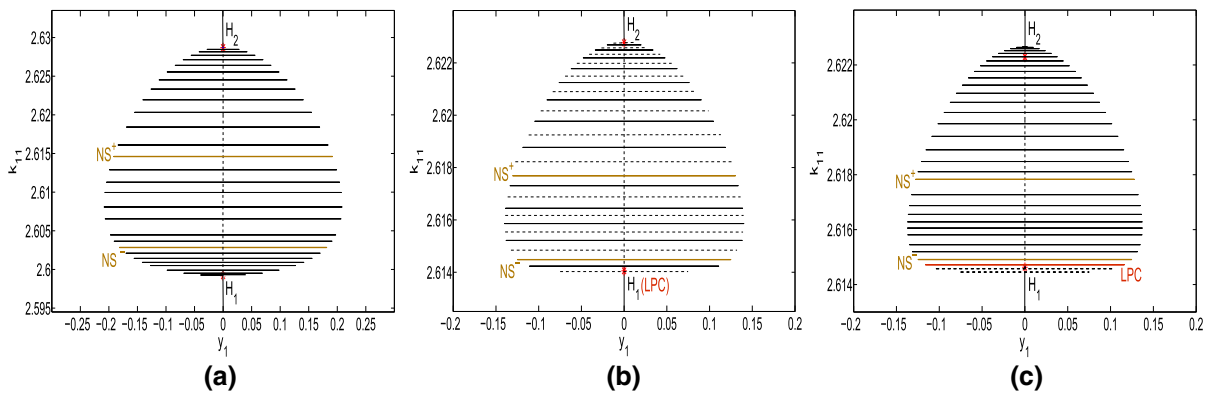 H2
2.63
2.625
2.62
2.615
2.61
2.605
2.6
2.595
k11
NS+
NS-
H1
-0.25 -0.2 -0.15 -0.1 -0.05 0 0.05 0.1 0.15 0.2 0.25
y1
(a)
H2
2.622
2.62
2.618
2.616
2.614
k11
NS+
NS-
H1(LPC)
-0.2 -0.15 -0.1 -0.05 0 0.05 0.1 0.15 0.2
y1
(b)
H2
2.622
2.62
2.618
2.616
2.614
k11
NS+
NS-
LPC
H1
-0.2 -0.15 -0.1 -0.05 0 0.05 0.1 0.15 0.2
y1
(c)